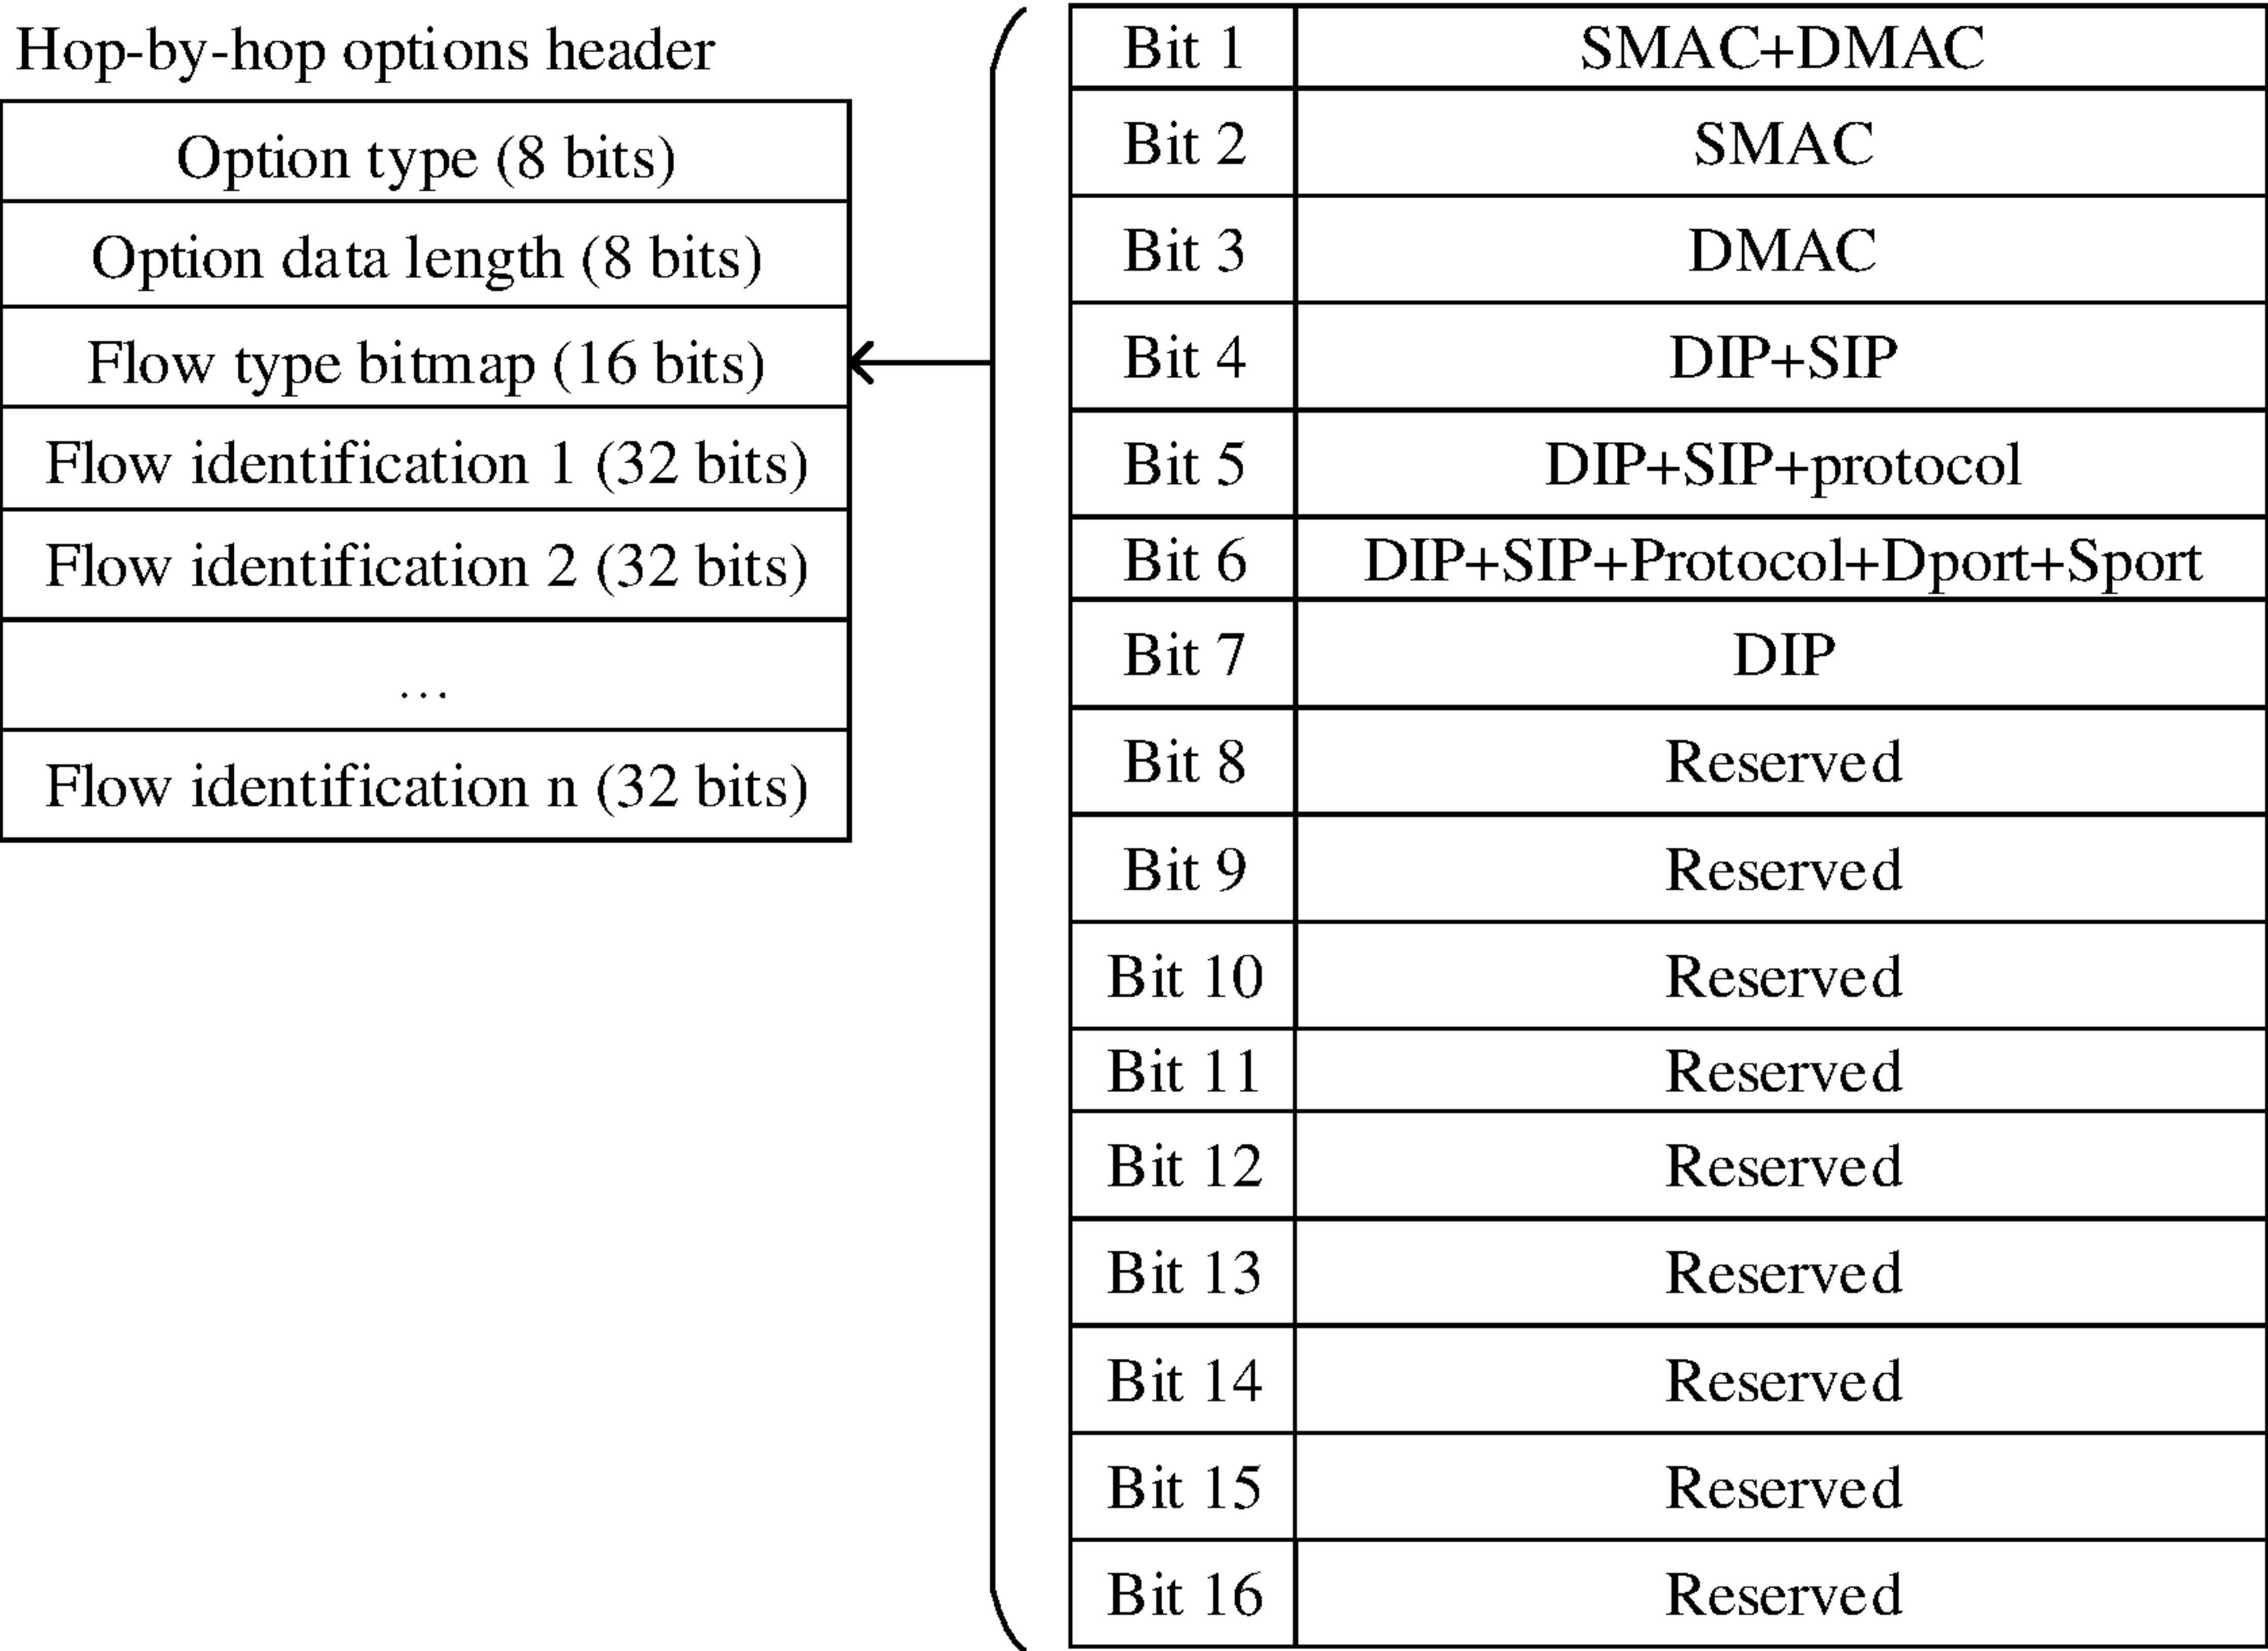 Hop-by-hop options header
Option type (8 bits)
Option data length (8 bits)
Flow type bitmap (16 bits)
Flow identification 1 (32 bits)
Flow identification 2 (32 bits)
…
Flow identification n (32 bits)
Bit 1 SMAC+DMAC
Bit 2 SMAC
Bit 3 DMAC
Bit 4 DIP+SIP
Bit 5 DIP+SIP+protocol
Bit 6 DIP+SIP+Protocol+Dport+Sport
Bit 7 DIP
Bit 8 Reserved
Bit 9 Reserved
Bit 10 Reserved
Bit 11 Reserved
Bit 12 Reserved
Bit 13 Reserved
Bit 14 Reserved
Bit 15 Reserved
Bit 16 Reserved